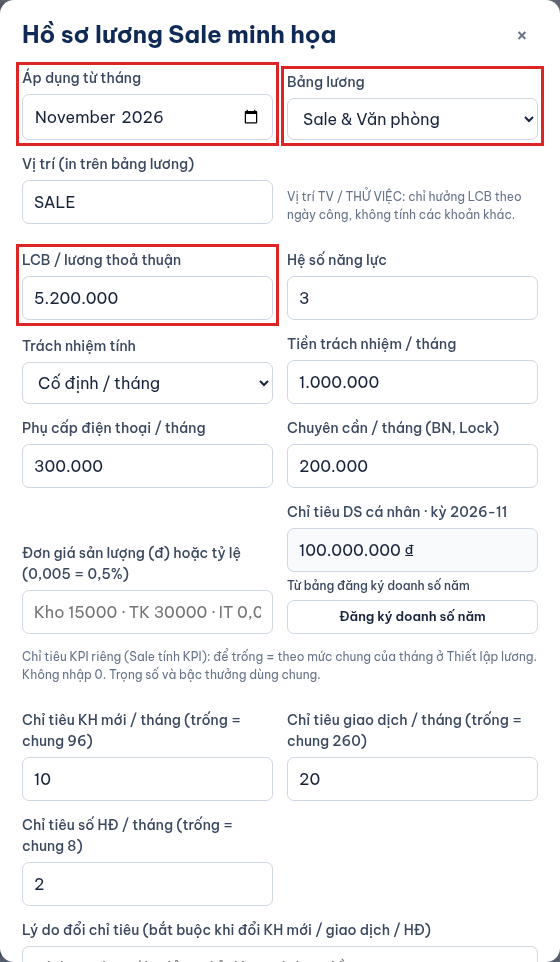 Hồ sơ lương Sale minh họa
×
Áp dụng từ tháng
Bảng lương
November 2026
Sale & Văn phòng
Vị trí (in trên bảng lương)
SALE
Vị trí TV / THỬ VIỆC: chỉ hưởng LCB theo
ngày công, không tính các khoản khác.
LCB / lương thoả thuận
Hệ số năng lực
5.200.000
3
Trách nhiệm tính
Tiền trách nhiệm / tháng
Cố định / tháng
1.000.000
Phụ cấp điện thoại / tháng
Chuyên cần / tháng (BN, Lock)
300.000
200.000
Chỉ tiêu DS cá nhân · kỳ 2026-11
100.000.000 ₫
Đơn giá sản lượng (đ) hoặc tỷ lệ
(0,005 = 0,5%)
Từ bảng đăng ký doanh số năm
Kho 15000 · TK 30000 · IT 0,0
Đăng ký doanh số năm
Chỉ tiêu KPI riêng (Sale tính KPI): để trống = theo mức chung của tháng ở Thiết lập lương.
Không nhập 0. Trọng số và bậc thưởng dùng chung.
Chỉ tiêu KH mới / tháng (trống =
chung 96)
Chỉ tiêu giao dịch / tháng (trống =
chung 260)
10
20
Chỉ tiêu số HĐ / tháng (trống =
chung 8)
2
Lý do đổi chỉ tiêu (bắt buộc khi đổi KH mới / giao dịch / HĐ)